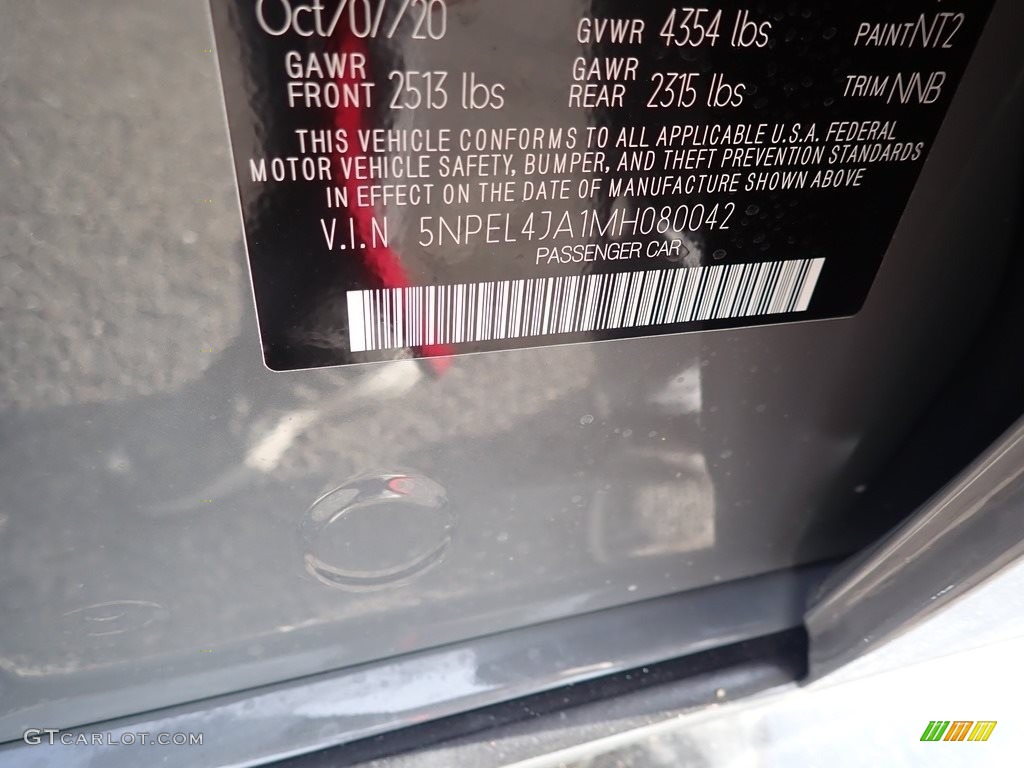 Oct/07/20 GVWR 4354 lbs PAINT NT2
GAWR FRONT 2513 lbs GAWR REAR 2315 lbs TRIM NNB
THIS VEHICLE CONFORMS TO ALL APPLICABLE U.S.A. FEDERAL
MOTOR VEHICLE SAFETY, BUMPER, AND THEFT PREVENTION STANDARDS
IN EFFECT ON THE DATE OF MANUFACTURE SHOWN ABOVE
V.I.N 5NPEL4JA1MH080042
PASSENGER CAR
GTCARLOT.COM